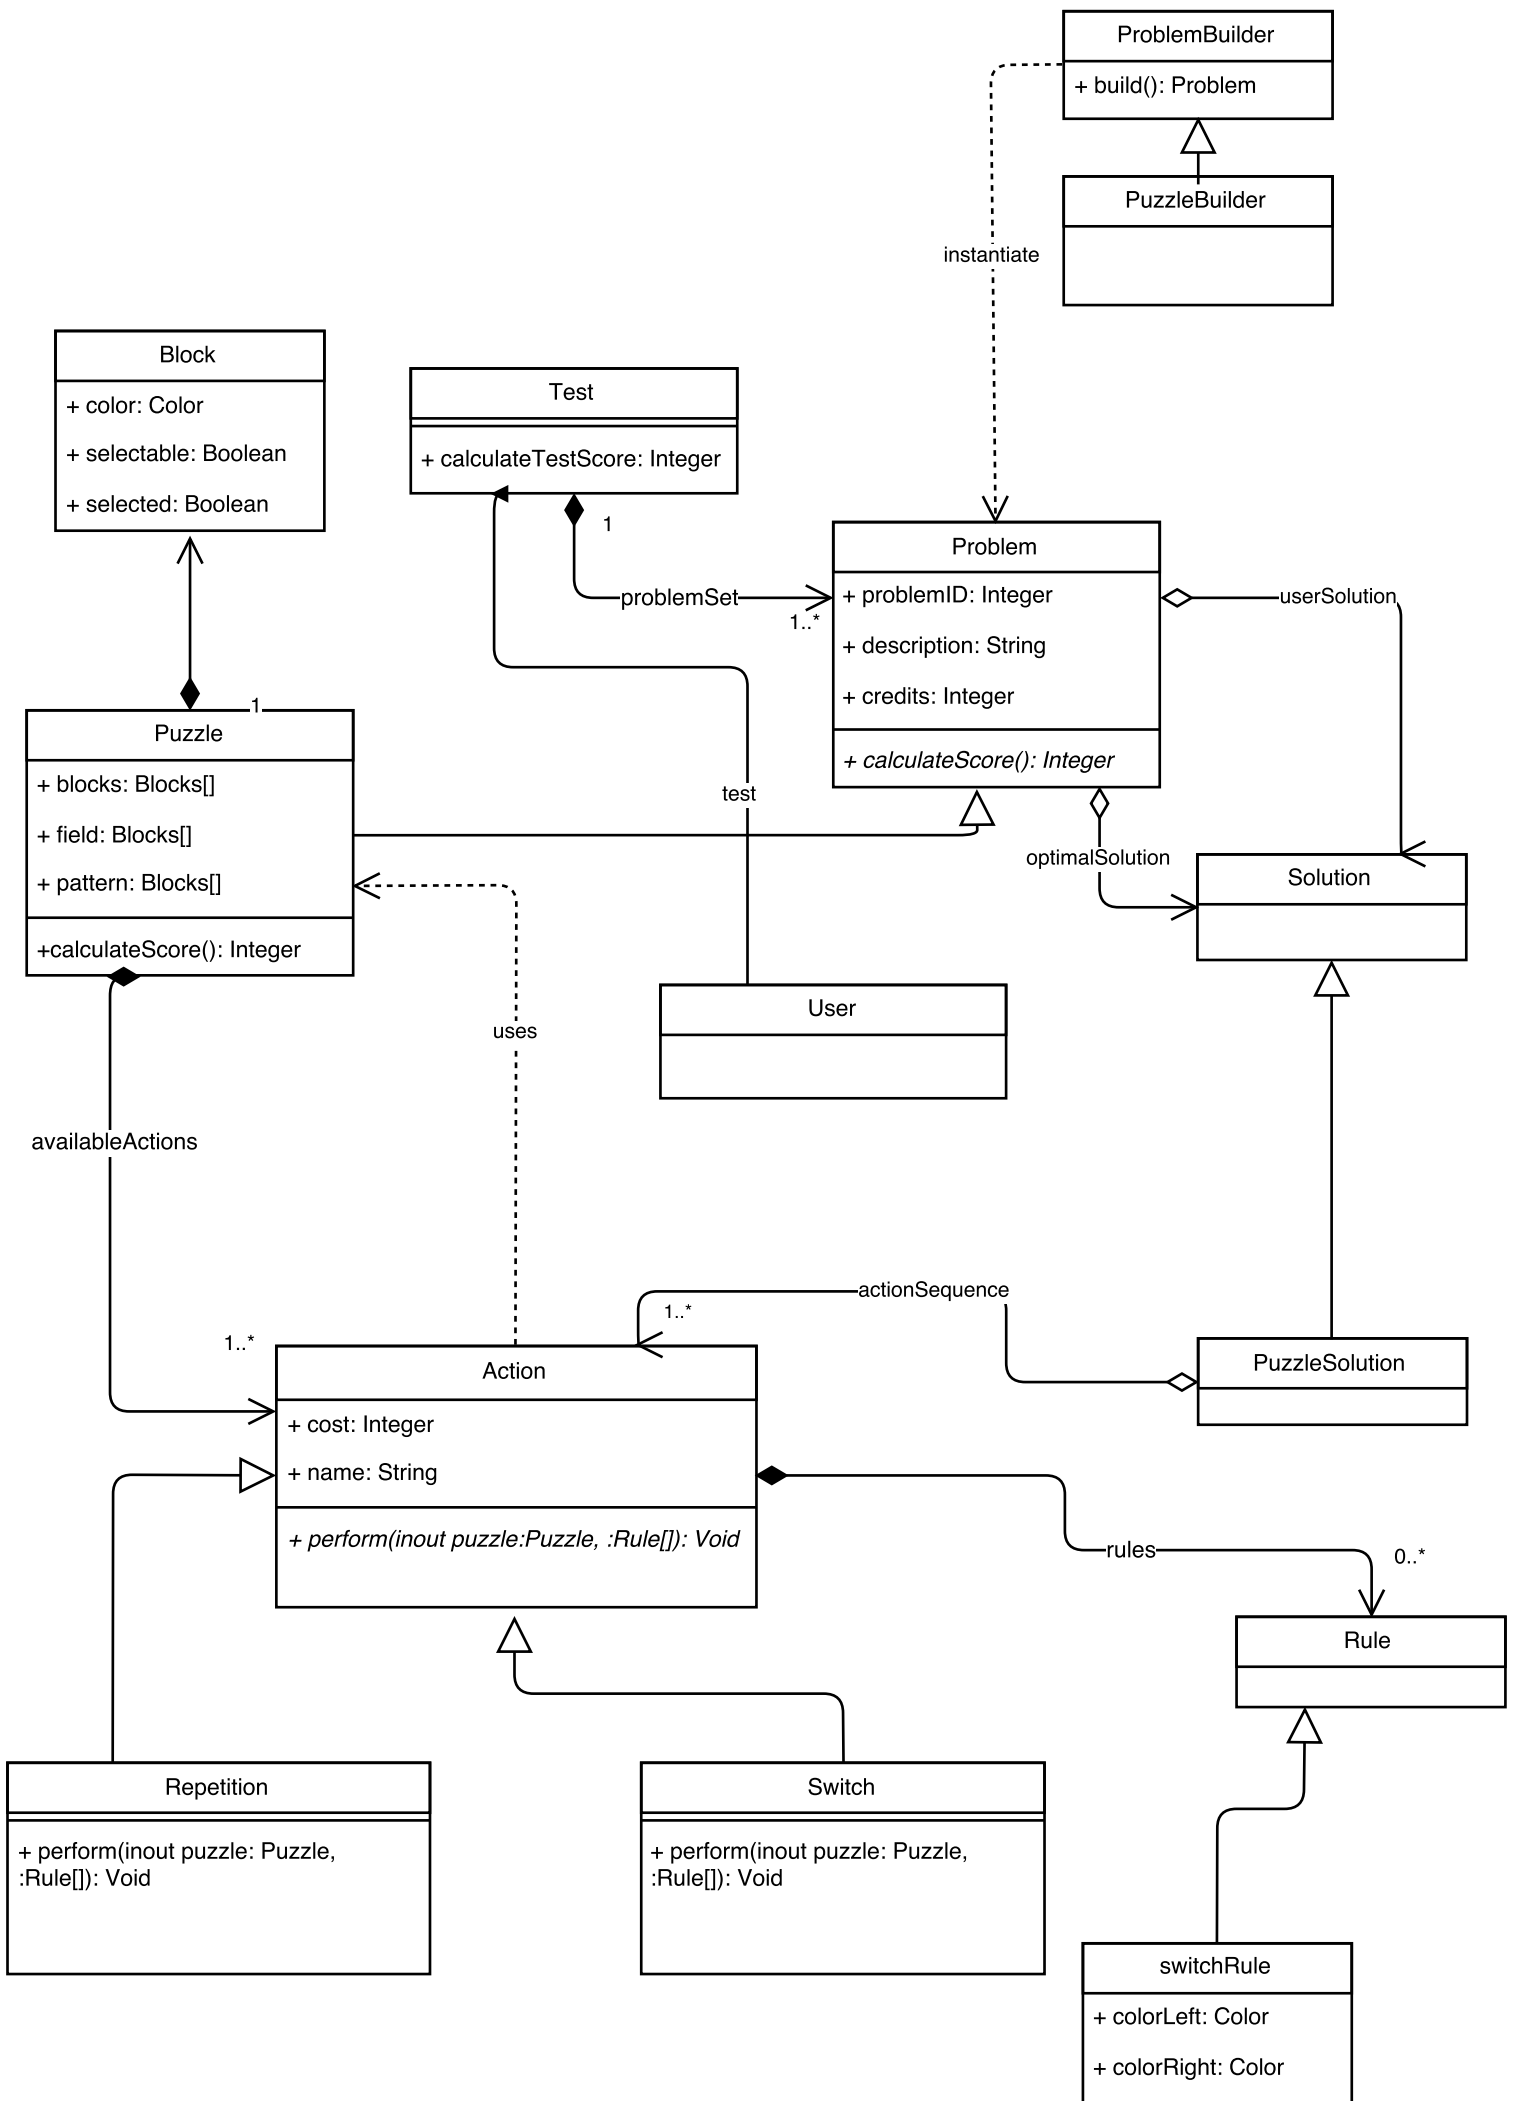 ProblemBuilder
+ build(): Problem
PuzzleBuilder
instantiate
Block
+ color: Color
+ selectable: Boolean
+ selected: Boolean
Test
+ calculateTestScore: Integer
1
problemSet
1..*
Problem
+ problemID: Integer
+ description: String
+ credits: Integer
+ calculateScore(): Integer
userSolution
1
Puzzle
+ blocks: Blocks[]
+ field: Blocks[]
+ pattern: Blocks[]
+calculateScore(): Integer
test
optimalSolution
Solution
User
uses
availableActions
actionSequence
1..*
1..*
Action
+ cost: Integer
+ name: String
+ perform(inout puzzle:Puzzle, :Rule[]): Void
PuzzleSolution
rules
0..*
Rule
Repetition
+ perform(inout puzzle: Puzzle,
:Rule[]): Void
Switch
+ perform(inout puzzle: Puzzle,
:Rule[]): Void
switchRule
+ colorLeft: Color
+ colorRight: Color